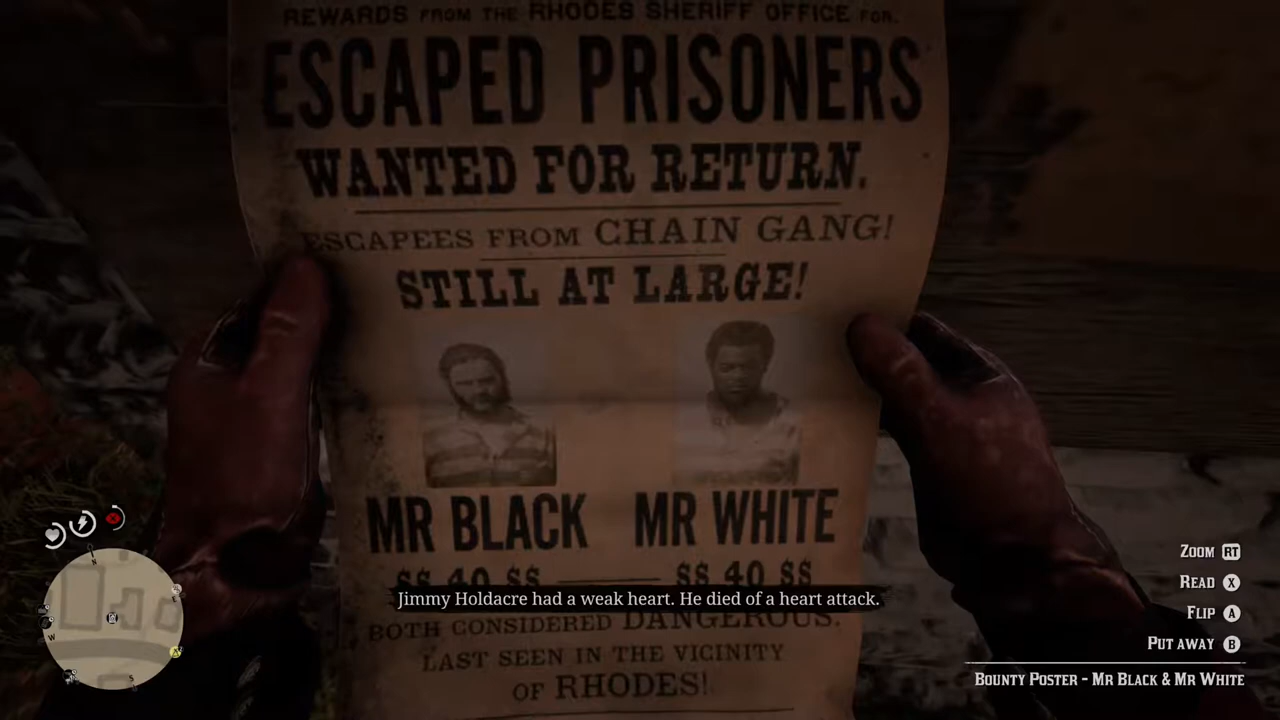 REWARDS FROM THE RHODES SHERIFF OFFICE FOR.
ESCAPED PRISONERS
WANTED FOR RETURN.
ESCAPEES FROM CHAIN GANG!
STILL AT LARGE!
MR BLACK MR WHITE
$$ 40 $$ $$ 40 $$
Jimmy Holdacre had a weak heart. He died of a heart attack.
BOTH CONSIDERED DANGEROUS.
LAST SEEN IN THE VICINITY
OF RHODES!
N
E
W
S
ZOOM RT
READ X
FLIP A
PUT AWAY B
BOUNTY POSTER - MR BLACK & MR WHITE